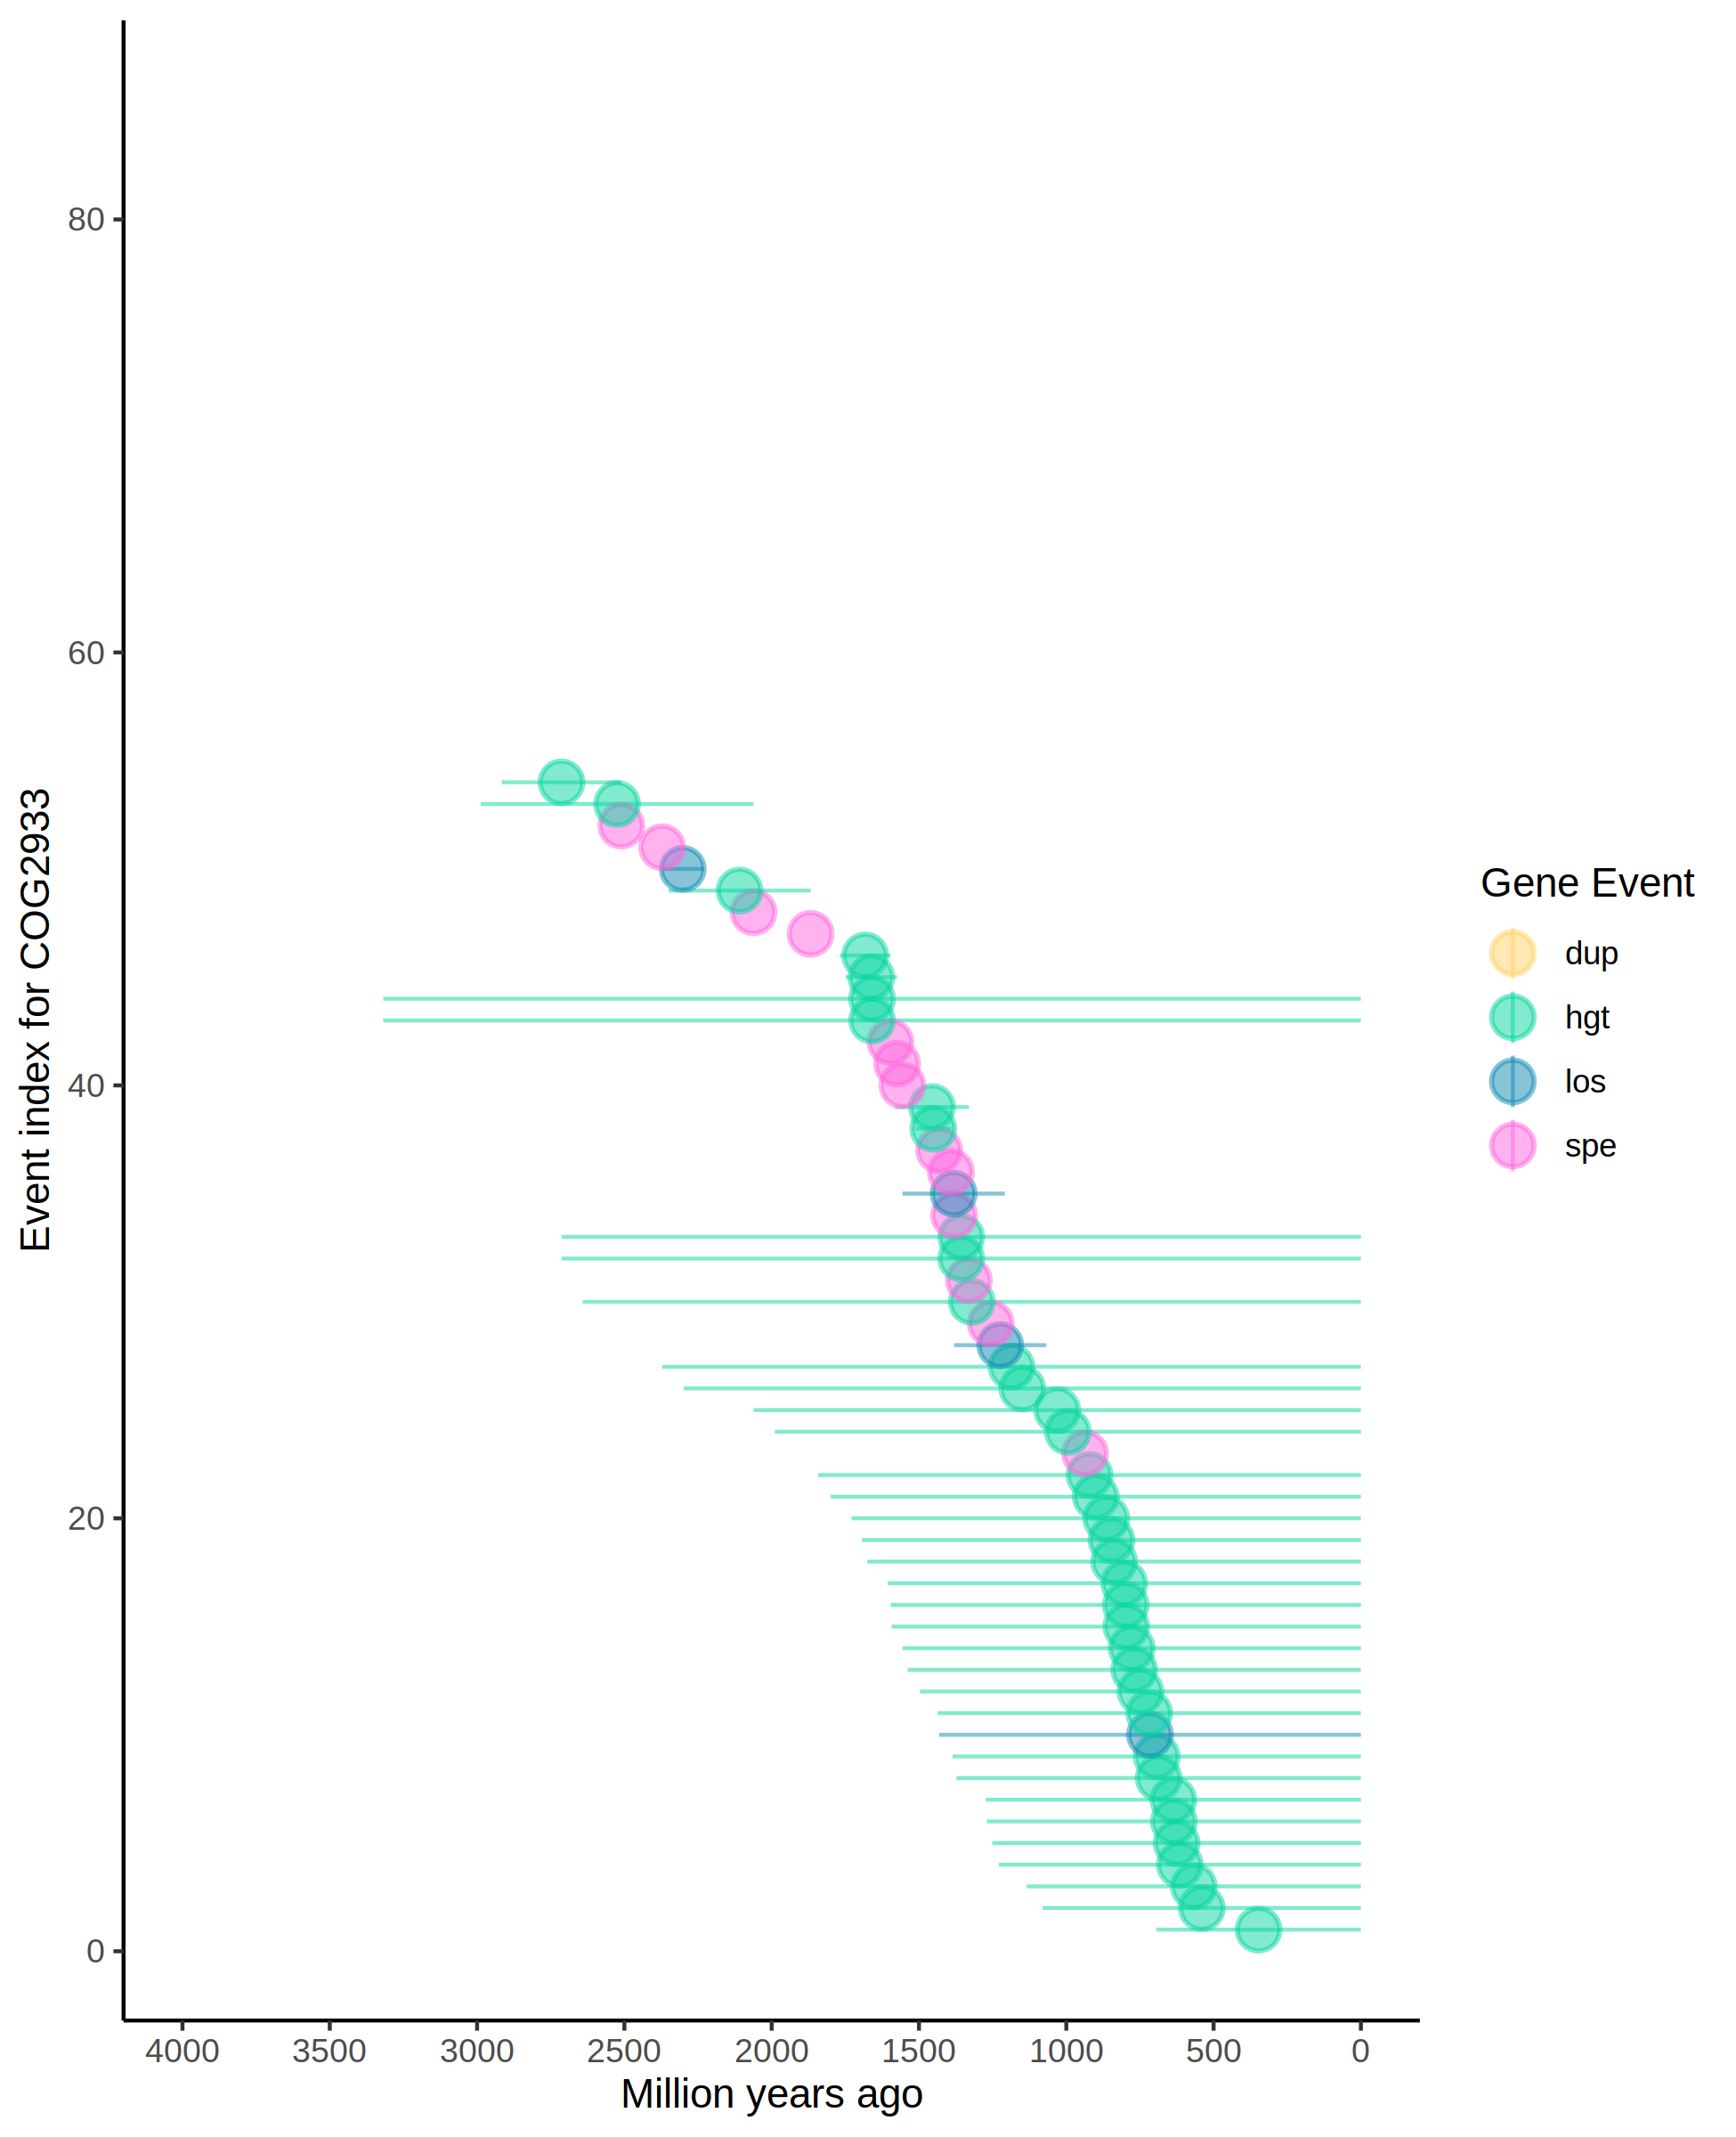 Event index for COG2933
80
60
40
20
0
4000 3500 3000 2500 2000 1500 1000 500 0
Million years ago
Gene Event
dup
hgt
los
spe